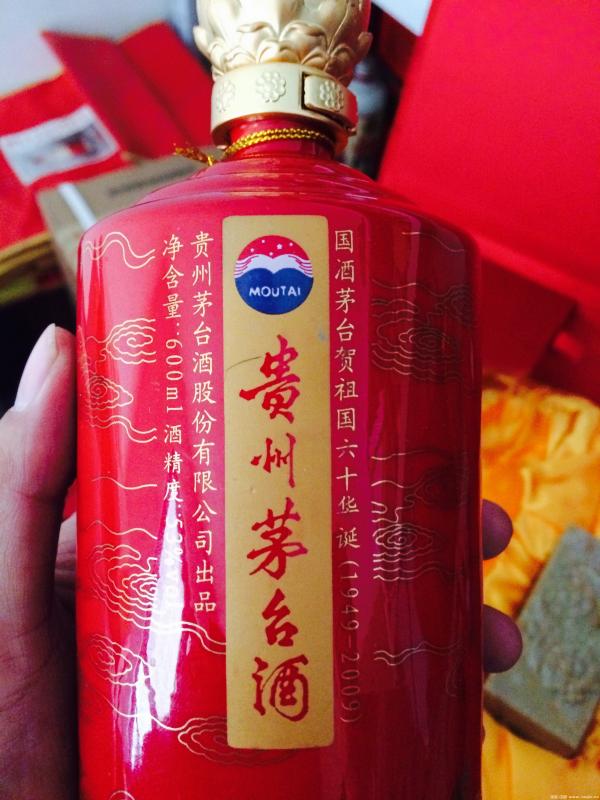 国酒茅台贺祖国六十华诞(1949-2009)
MOUTAI
贵州茅台酒
贵州茅台酒股份有限公司出品
净含量:600ml 酒精度:53%vol